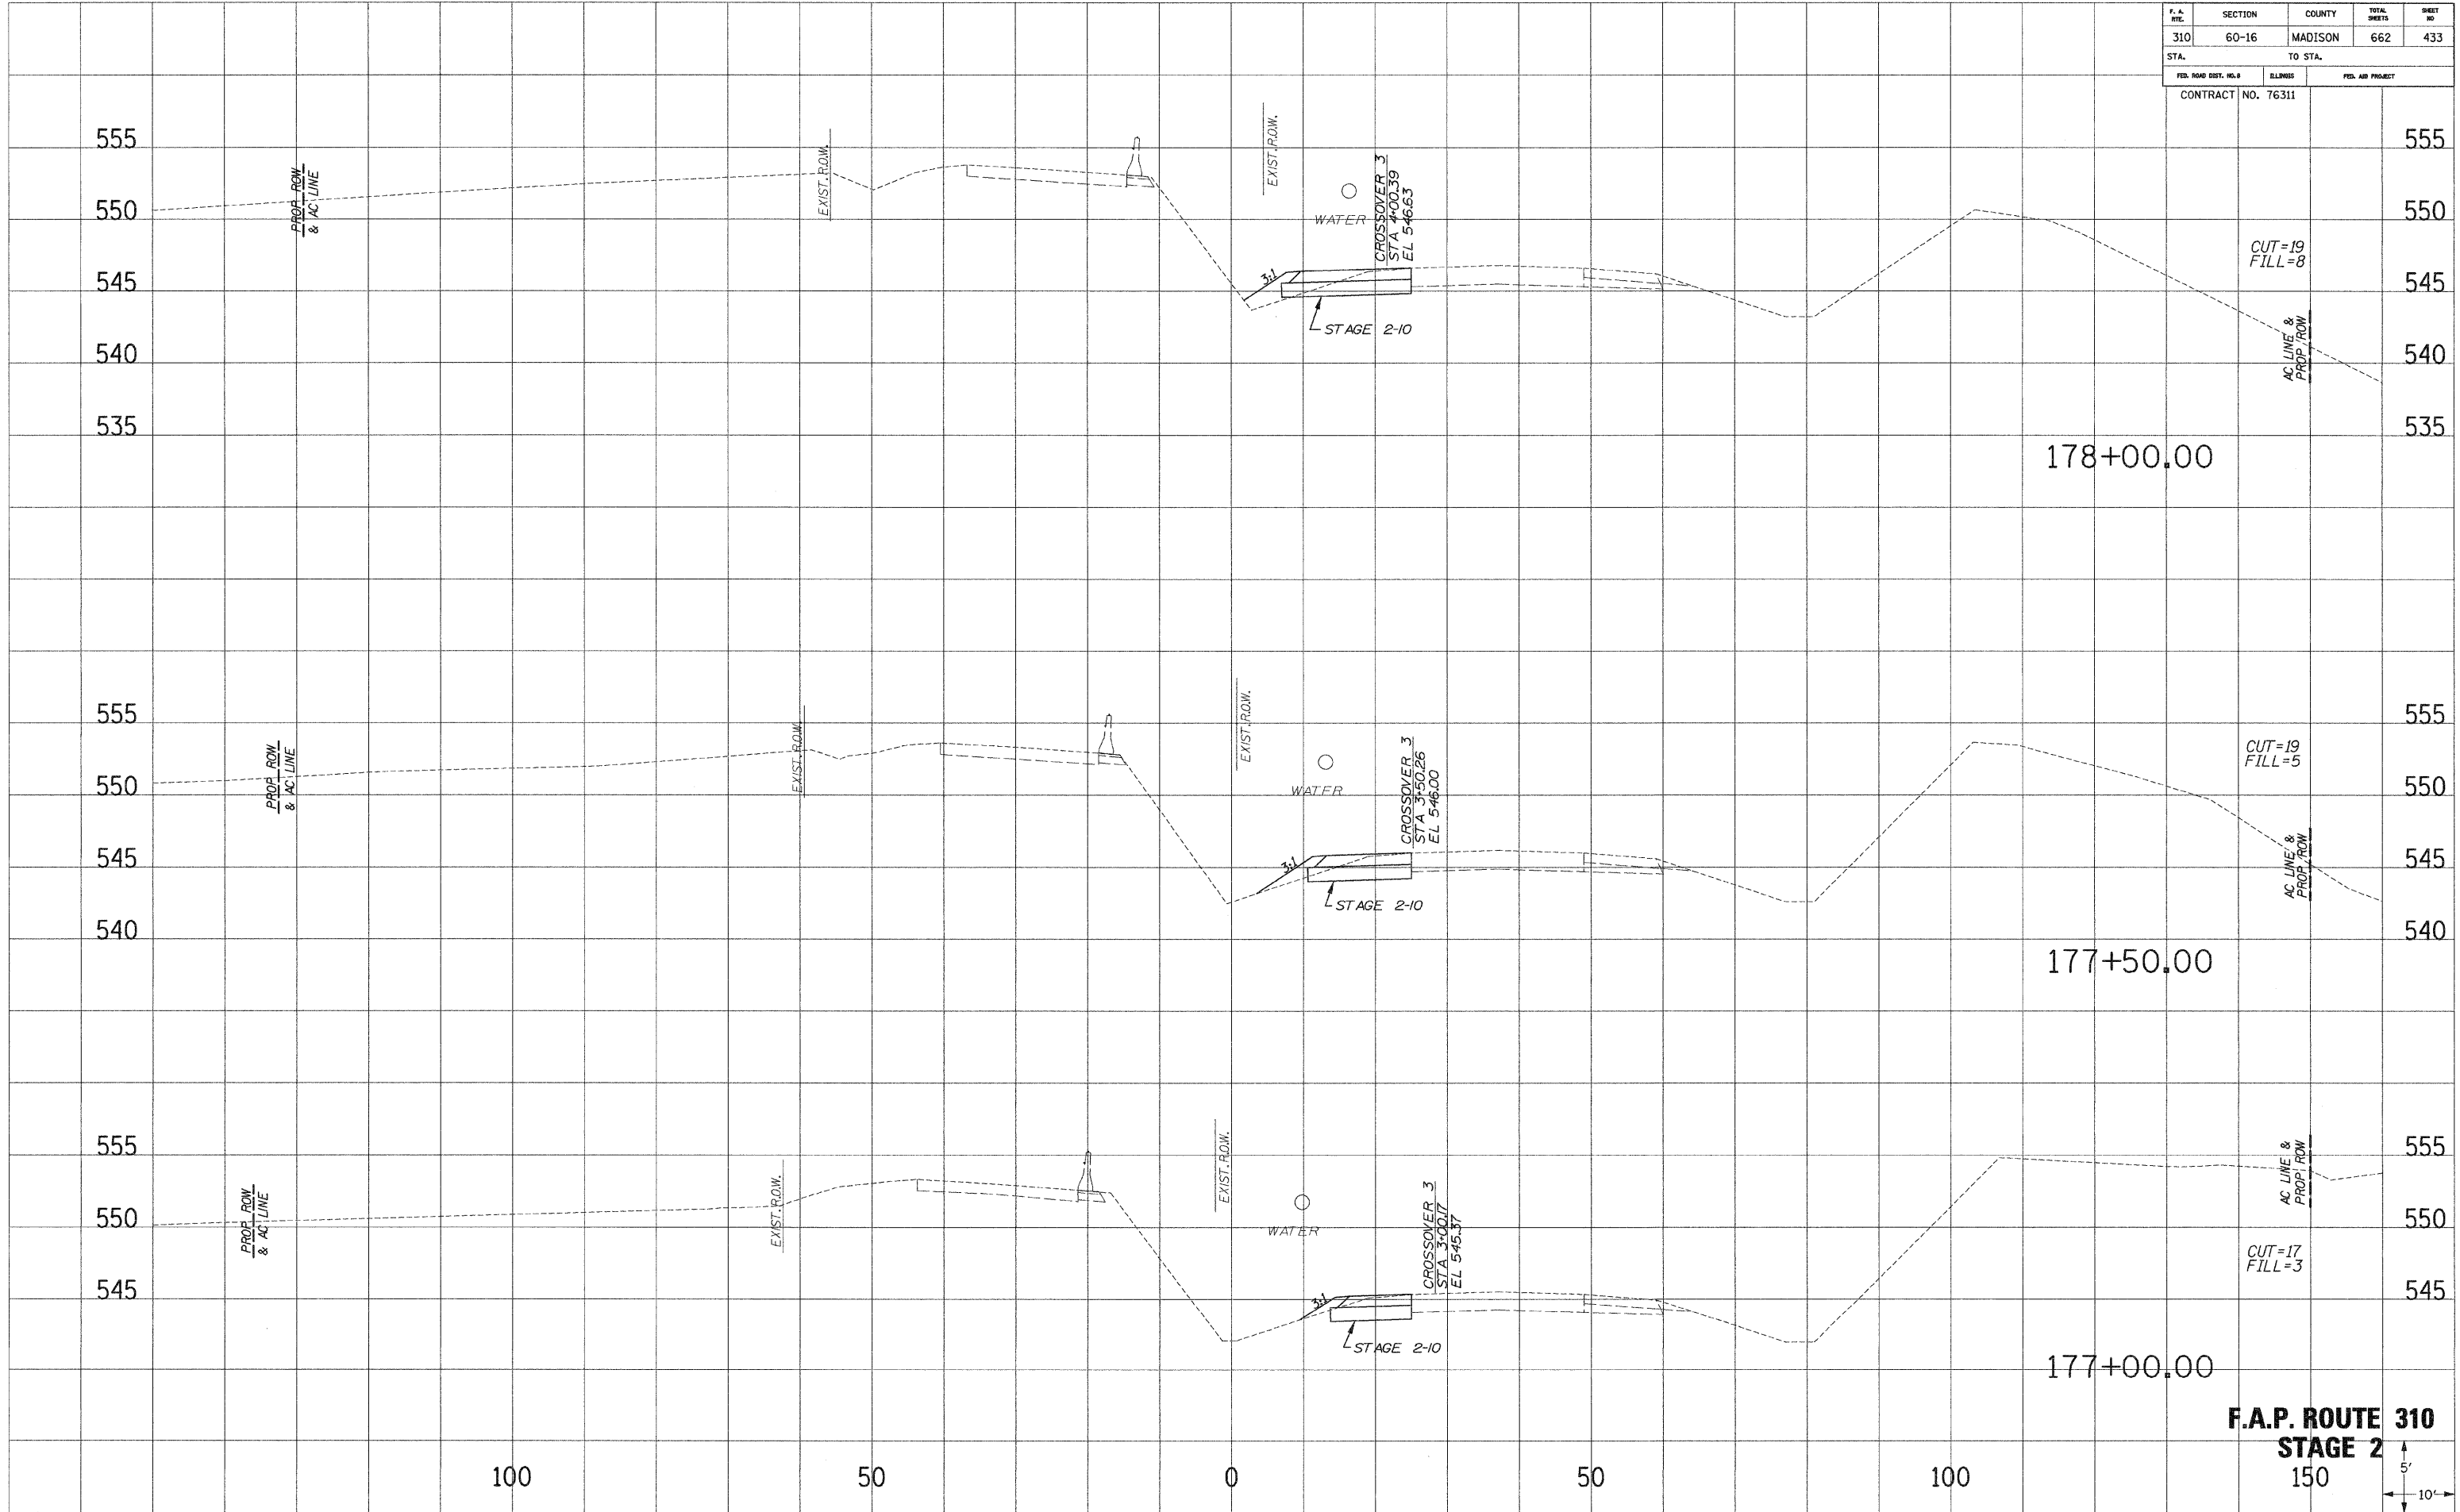 F. A. RTE. SECTION COUNTY TOTAL SHEETS SHEET NO
310 60-16 MADISON 662 433
STA. TO STA.
FED. ROAD DIST. NO. 8 ILLINOIS FED. AID PROJECT
CONTRACT NO. 76311
555 555
550 550
545 545
540 540
535 535
PROP. ROW
& AC LINE
EXIST. R.O.W.
EXIST. R.O.W.
WATER
CROSSOVER 3
STA 4+00.39
EL 546.63
3:1
STAGE 2-10
CUT=19
FILL=8
AC LINE &
PROP. ROW
178+00.00
555 555
550 550
545 545
540 540
PROP. ROW
& AC LINE
EXIST. R.O.W.
EXIST. R.O.W.
WATER
CROSSOVER 3
STA 3+50.26
EL 546.00
3:1
STAGE 2-10
CUT=19
FILL=5
AC LINE &
PROP. ROW
177+50.00
555 555
550 550
545 545
PROP. ROW
& AC LINE
EXIST. R.O.W.
EXIST. R.O.W.
WATER
CROSSOVER 3
STA 3+00.17
EL 545.37
3:1
STAGE 2-10
AC LINE &
PROP. ROW
CUT=17
FILL=3
177+00.00
F.A.P. ROUTE 310
STAGE 2
5'
10'
100 50 0 50 100 150